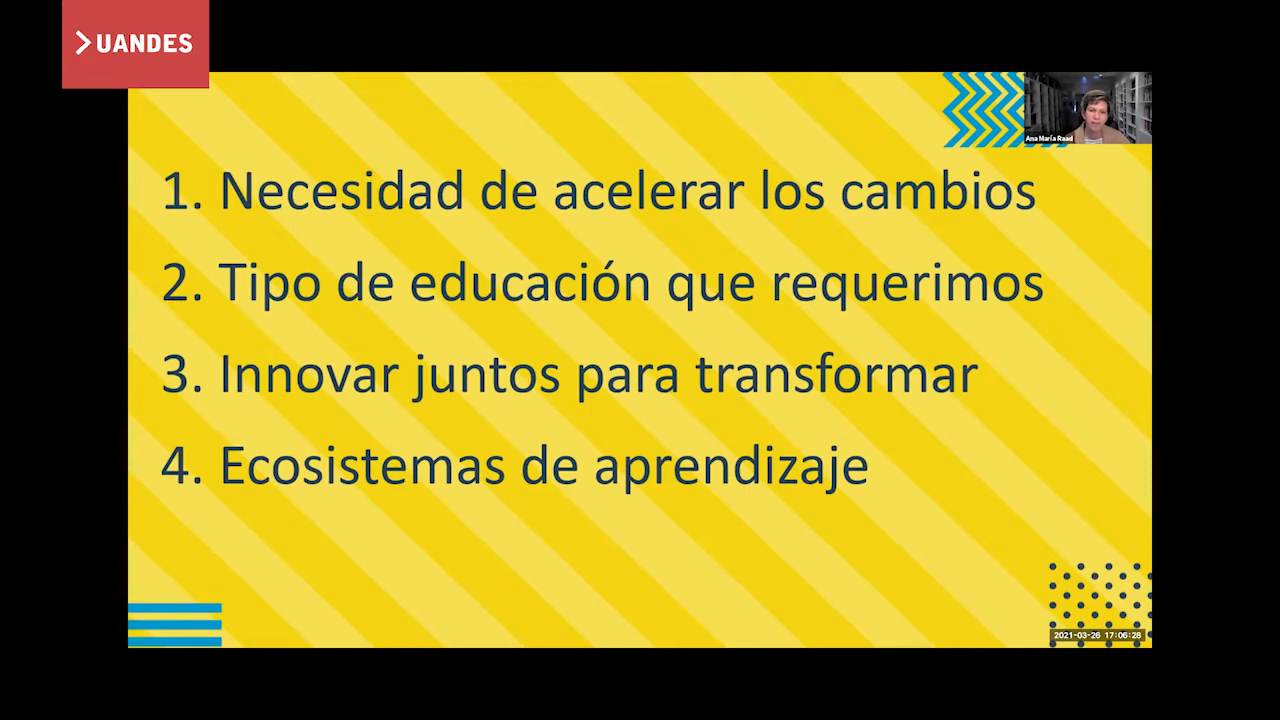 UANDES
Ana María Raad
1. Necesidad de acelerar los cambios
2. Tipo de educación que requerimos
3. Innovar juntos para transformar
4. Ecosistemas de aprendizaje
2021-03-26 17:06:28